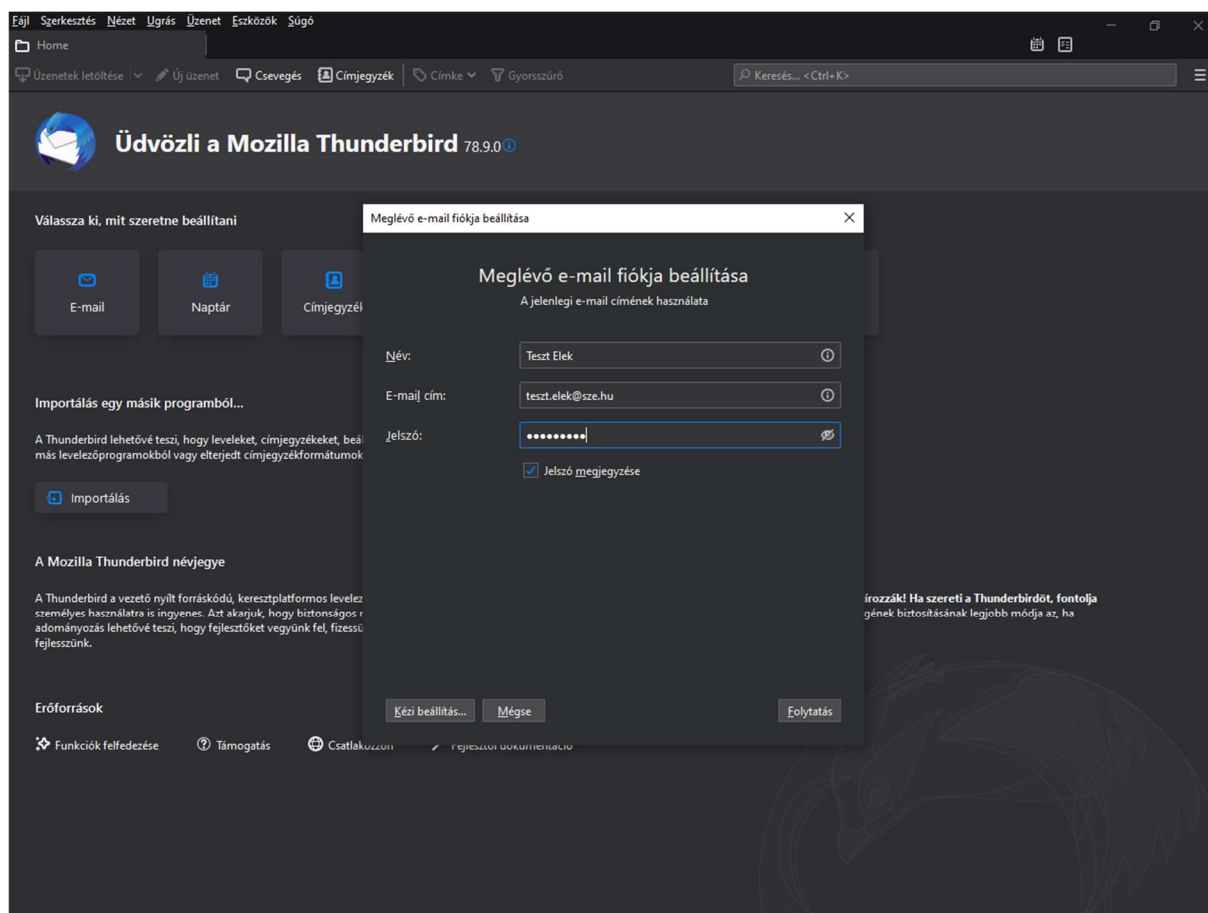 Fájl Szerkesztés Nézet Ugrás Üzenet Eszközök Súgó
Home
Üzenetek letöltése Új üzenet Csevegés Címjegyzék Címke Gyorsszűrő Keresés... <Ctrl+K>
Üdvözli a Mozilla Thunderbird 78.9.0
Válassza ki, mit szeretne beállítani
E-mail Naptár Címjegyzék
Importálás egy másik programból...
A Thunderbird lehetővé teszi, hogy leveleket, címjegyzékeket, beál
más levelezőprogramokból vagy elterjedt címjegyzékformátumok
Importálás
A Mozilla Thunderbird névjegye
A Thunderbird a vezető nyílt forráskódú, keresztplatformos levelez
személyes használatra is ingyenes. Azt akarjuk, hogy biztonságos
adományozás lehetővé teszi, hogy fejlesztőket vegyünk fel, fizessü
fejlesszünk.
írozzák! Ha szereti a Thunderbirdöt, fontolja
gének biztosításának legjobb módja az, ha
Erőforrások
Funkciók felfedezése Támogatás Csatlakozzon Fejlesztői dokumentáció
Meglévő e-mail fiókja beállítása
Meglévő e-mail fiókja beállítása
A jelenlegi e-mail címének használata
Név: Teszt Elek
E-mail cím: teszt.elek@sze.hu
Jelszó: •••••••••
Jelszó megjegyzése
Kézi beállítás... Mégse Folytatás